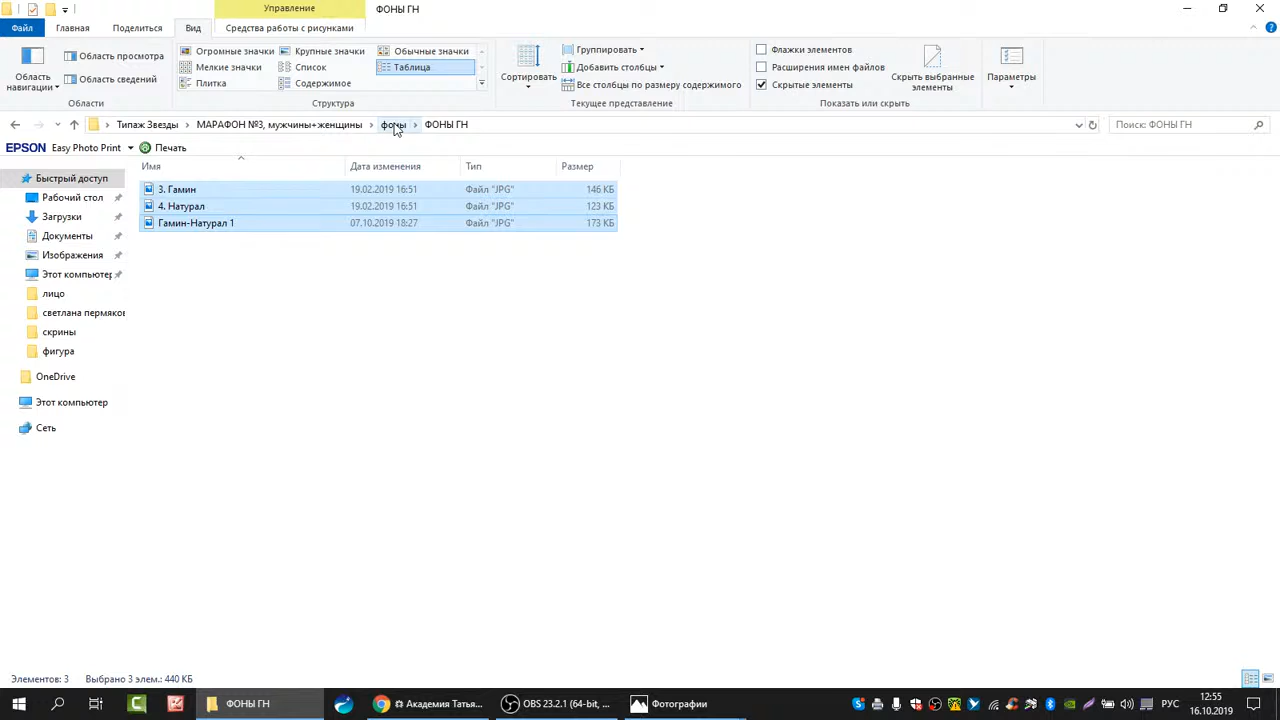 Управление
ФОНЫ ГН
Файл
Главная
Поделиться
Вид
Средства работы с рисунками
Область навигации
Область просмотра
Область сведений
Области
Огромные значки
Крупные значки
Обычные значки
Мелкие значки
Список
Таблица
Плитка
Содержимое
Структура
Сортировать
Группировать
Добавить столбцы
Все столбцы по размеру содержимого
Текущее представление
Флажки элементов
Расширения имен файлов
Скрытые элементы
Скрыть выбранные элементы
Показать или скрыть
Параметры
Типаж Звезды
МАРАФОН №3, мужчины+женщины
фоны
ФОНЫ ГН
Поиск: ФОНЫ ГН
EPSON Easy Photo Print
Печать
Быстрый доступ
Рабочий стол
Загрузки
Документы
Изображения
Этот компьютер
лицо
светлана пермяков
скрины
фигура
OneDrive
Этот компьютер
Сеть
Имя Дата изменения Тип Размер
3. Гамин 19.02.2019 16:51 Файл "JPG" 146 КБ
4. Натурал 19.02.2019 16:51 Файл "JPG" 123 КБ
Гамин-Натурал 1 07.10.2019 18:27 Файл "JPG" 173 КБ
Элементов: 3 Выбрано 3 элем.: 440 КБ
ФОНЫ ГН
Академия Татья...
OBS 23.2.1 (64-bit, ...
Фотографии
РУС
12:55
16.10.2019